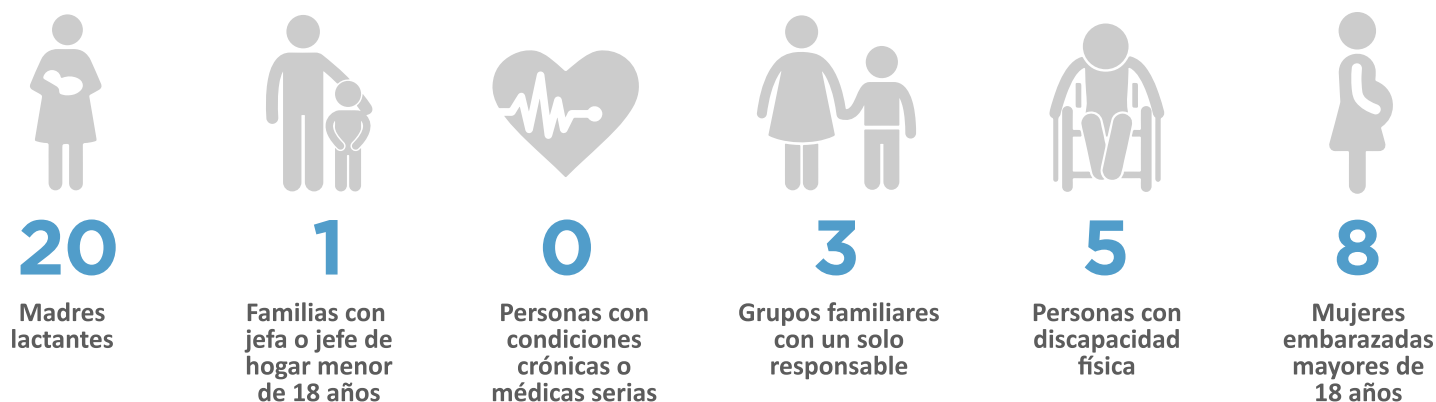 20
Madres
lactantes
1
Familias con
jefa o jefe de
hogar menor
de 18 años
0
Personas con
condiciones
crónicas o
médicas serias
3
Grupos familiares
con un solo
responsable
5
Personas con
discapacidad
física
8
Mujeres
embarazadas
mayores de
18 años